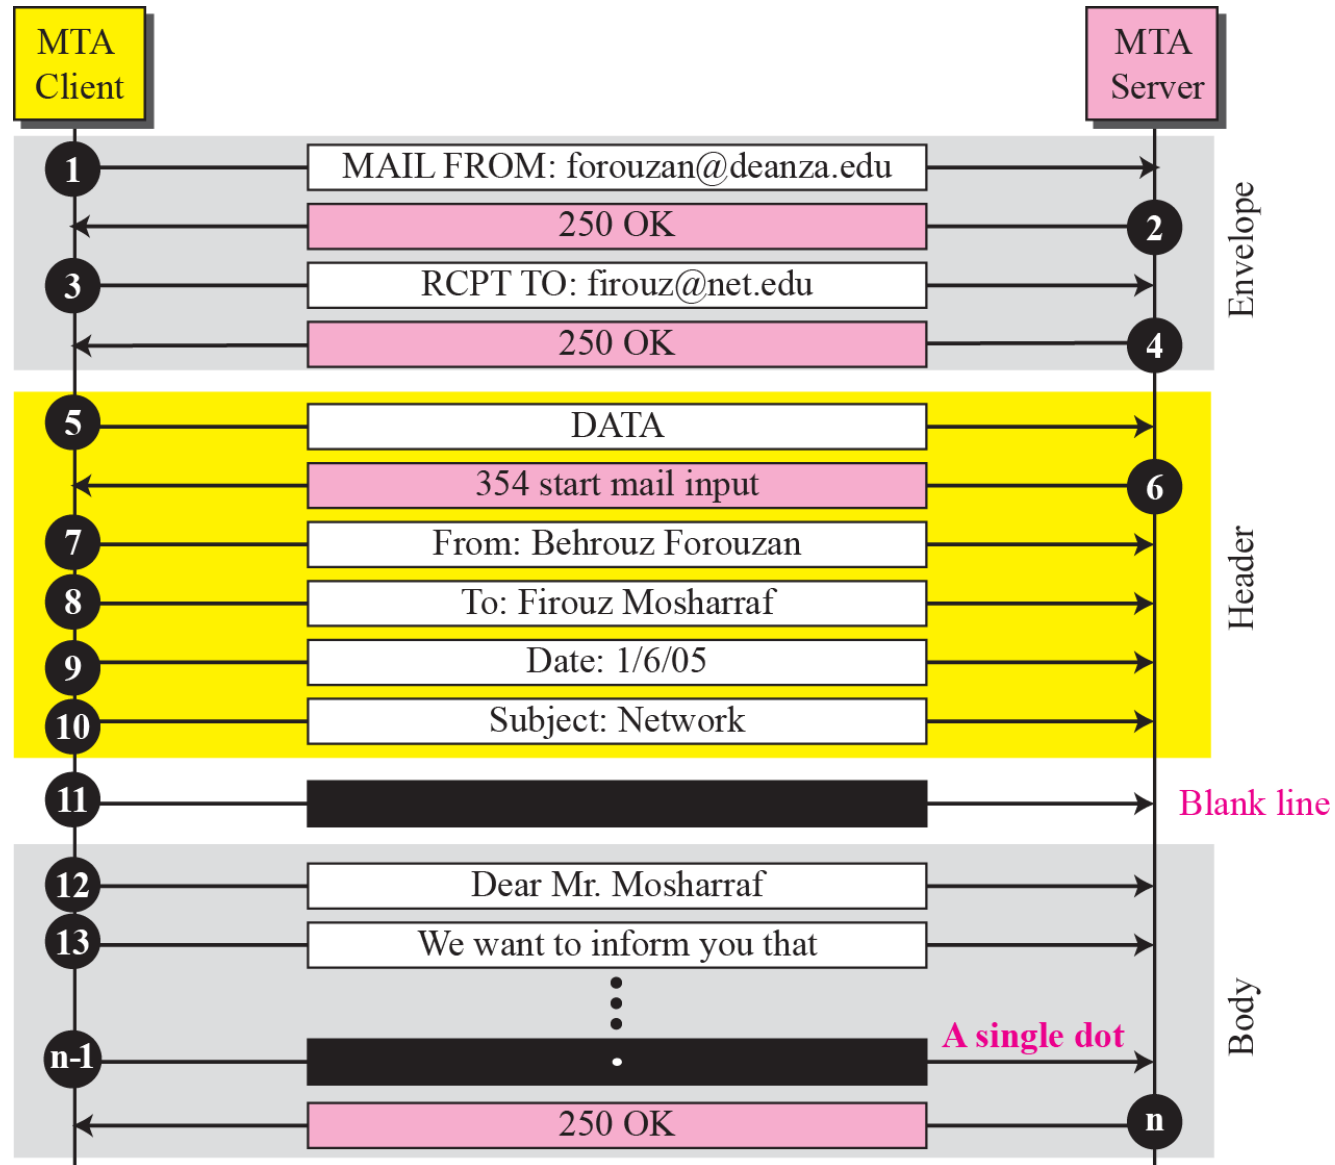 MTA
Client
MTA
Server
1
MAIL FROM: forouzan@deanza.edu
250 OK
2
3
RCPT TO: firouz@net.edu
250 OK
4
Envelope
5
DATA
354 start mail input
6
7
From: Behrouz Forouzan
8
To: Firouz Mosharraf
9
Date: 1/6/05
10
Subject: Network
Header
11
Blank line
12
Dear Mr. Mosharraf
13
We want to inform you that
A single dot
n-1
.
250 OK
n
Body